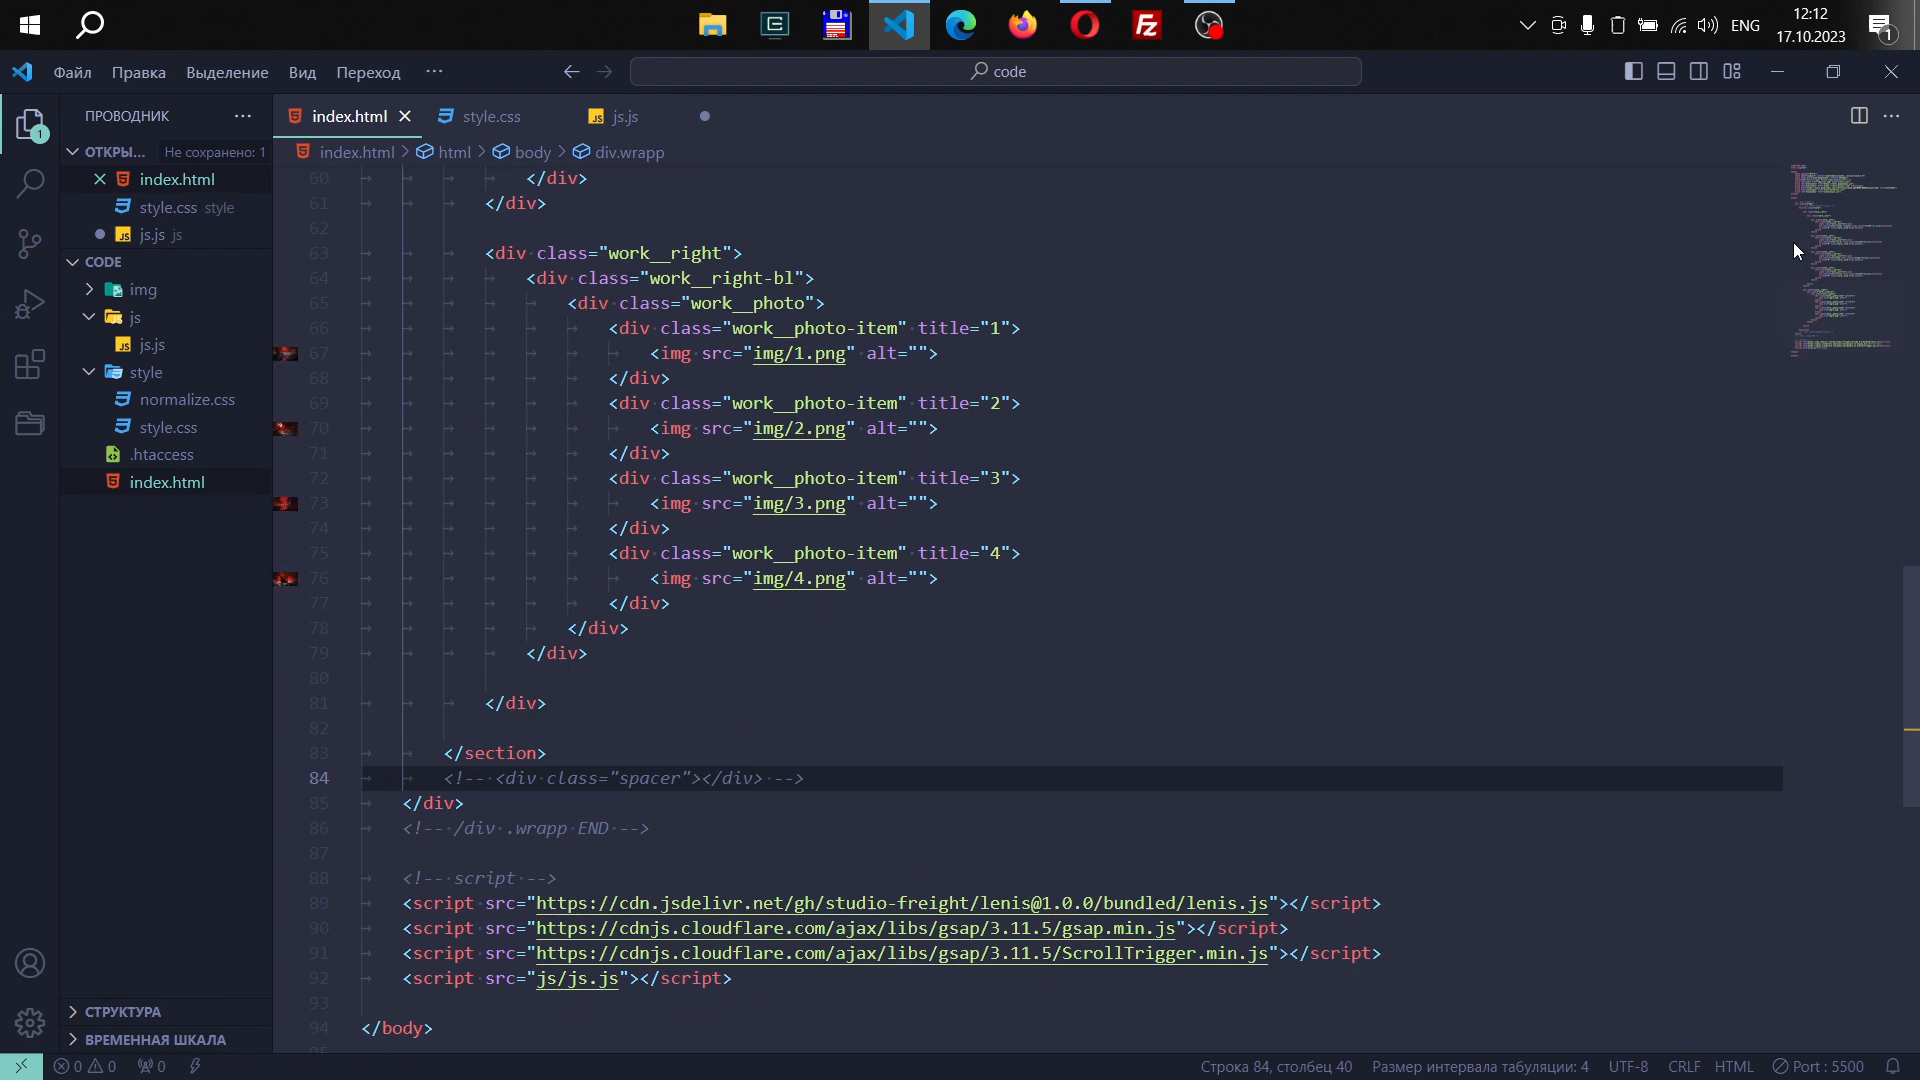 ENG
12:12
17.10.2023
1
Файл Правка Выделение Вид Переход ···
code
1
ПРОВОДНИК
ОТКРЫ... Не сохранено: 1
index.html
style.css style
js.js js
CODE
img
js
js.js
style
normalize.css
style.css
.htaccess
index.html
СТРУКТУРА
ВРЕМЕННАЯ ШКАЛА
index.html style.css js.js
index.html > html > body > div.wrapp
60 </div>
61 </div>
62
63 <div class="work__right">
64 <div class="work__right-bl">
65 <div class="work__photo">
66 <div class="work__photo-item" title="1">
67 <img src="img/1.png" alt="">
68 </div>
69 <div class="work__photo-item" title="2">
70 <img src="img/2.png" alt="">
71 </div>
72 <div class="work__photo-item" title="3">
73 <img src="img/3.png" alt="">
74 </div>
75 <div class="work__photo-item" title="4">
76 <img src="img/4.png" alt="">
77 </div>
78 </div>
79 </div>
80
81 </div>
82
83 </section>
84 <!-- <div class="spacer"></div> -->
85 </div>
86 <!-- /div .wrapp END -->
87
88 <!-- script -->
89 <script src="https://cdn.jsdelivr.net/gh/studio-freight/lenis@1.0.0/bundled/lenis.js"></script>
90 <script src="https://cdnjs.cloudflare.com/ajax/libs/gsap/3.11.5/gsap.min.js"></script>
91 <script src="https://cdnjs.cloudflare.com/ajax/libs/gsap/3.11.5/ScrollTrigger.min.js"></script>
92 <script src="js/js.js"></script>
93
94 </body>
0 0 0 Строка 84, столбец 40 Размер интервала табуляции: 4 UTF-8 CRLF HTML Port : 5500